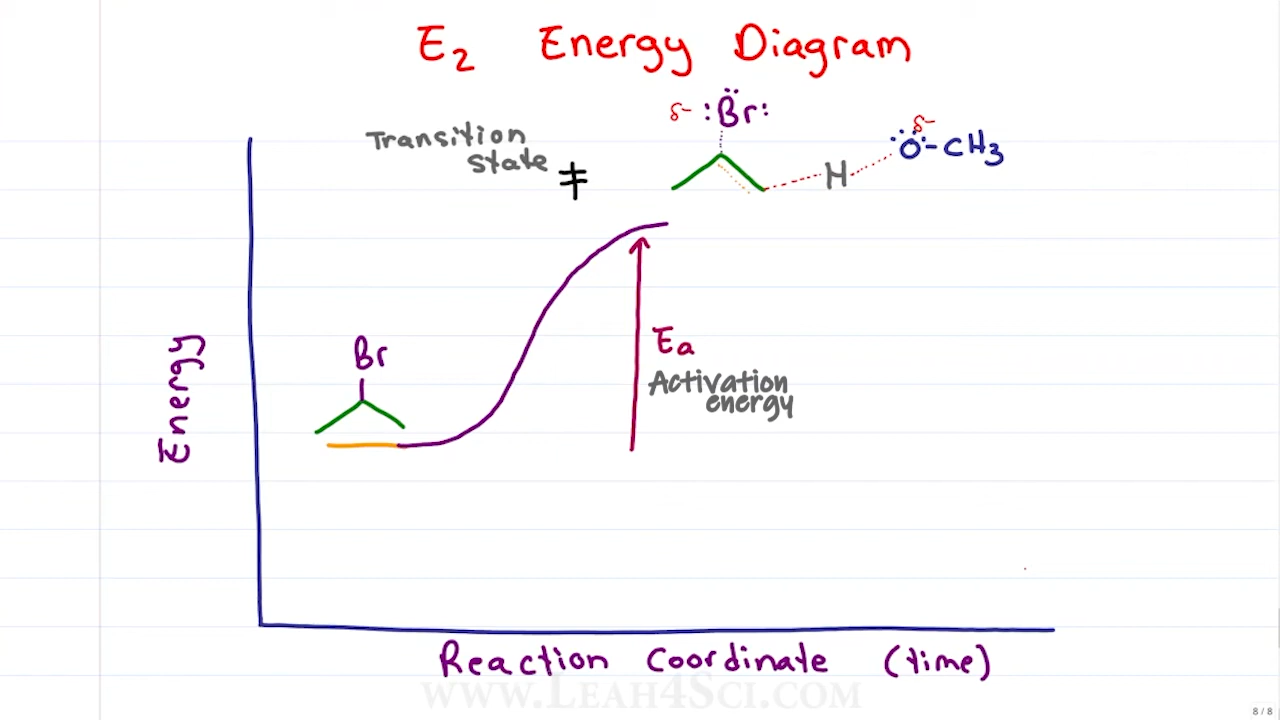 E2 Energy Diagram
δ- :B̈r:
Transition
State
‡
δ-
Ö-CH3
H
Br
Ea
Activation
energy
Energy
Reaction Coordinate (time)
www.Leah4Sci.com
8 / 8